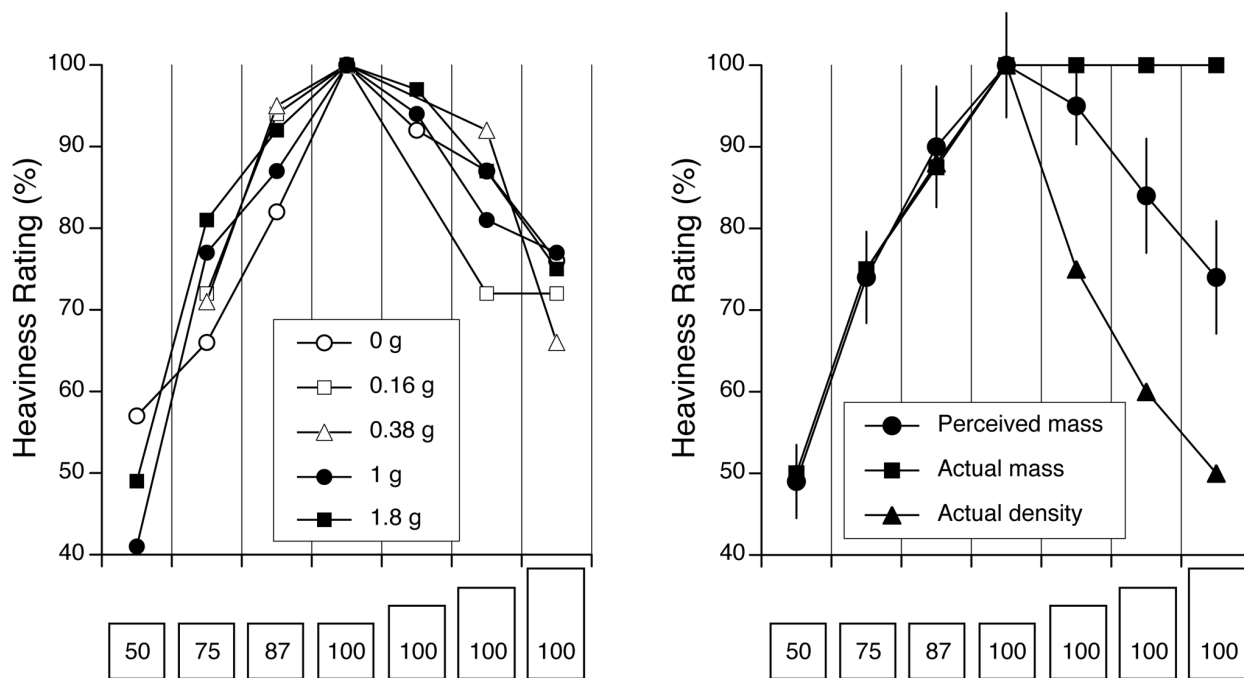 Heaviness Rating (%)
100
90
80
70
60
50
40
0 g
0.16 g
0.38 g
1 g
1.8 g
50 75 87 100 100 100 100
Heaviness Rating (%)
100
90
80
70
60
50
40
Perceived mass
Actual mass
Actual density
50 75 87 100 100 100 100